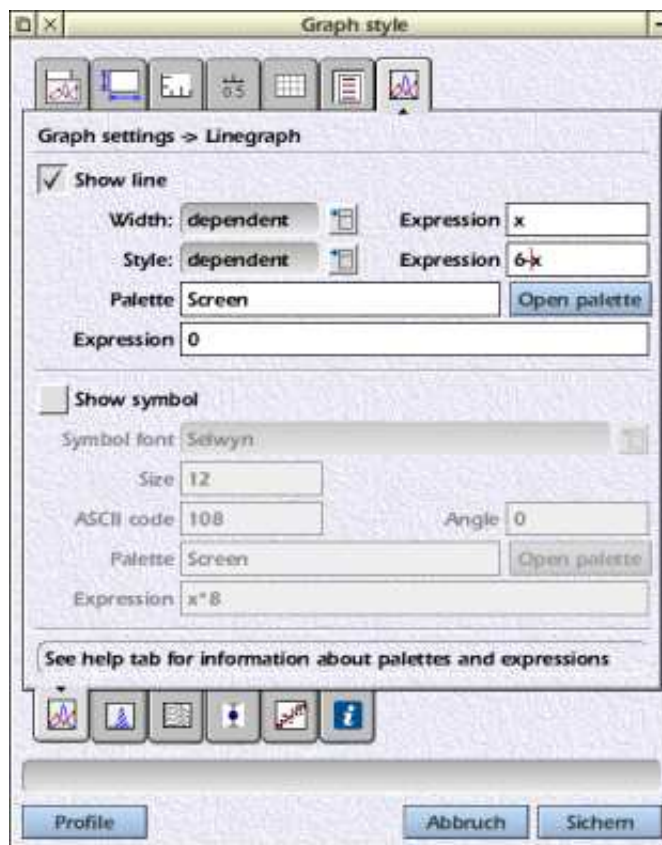 Graph style
0.5
Graph settings -> Linegraph
Show line
Width: dependent Expression x
Style: dependent Expression 6-x
Palette Screen Open palette
Expression 0
Show symbol
Symbol font Selwyn
Size 12
ASCII code 108 Angle 0
Palette Screen Open palette
Expression x*8
See help tab for information about palettes and expressions
i
Profile Abbruch Sichern